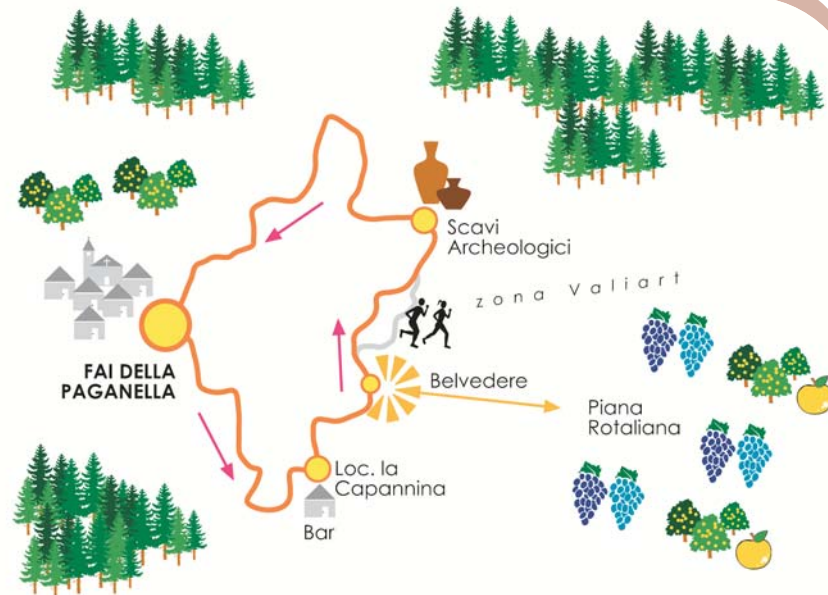 Scavi
Archeologici
zona Valiart
FAI DELLA
PAGANELLA
Belvedere
Piana
Rotaliana
Loc. la
Capannina
Bar